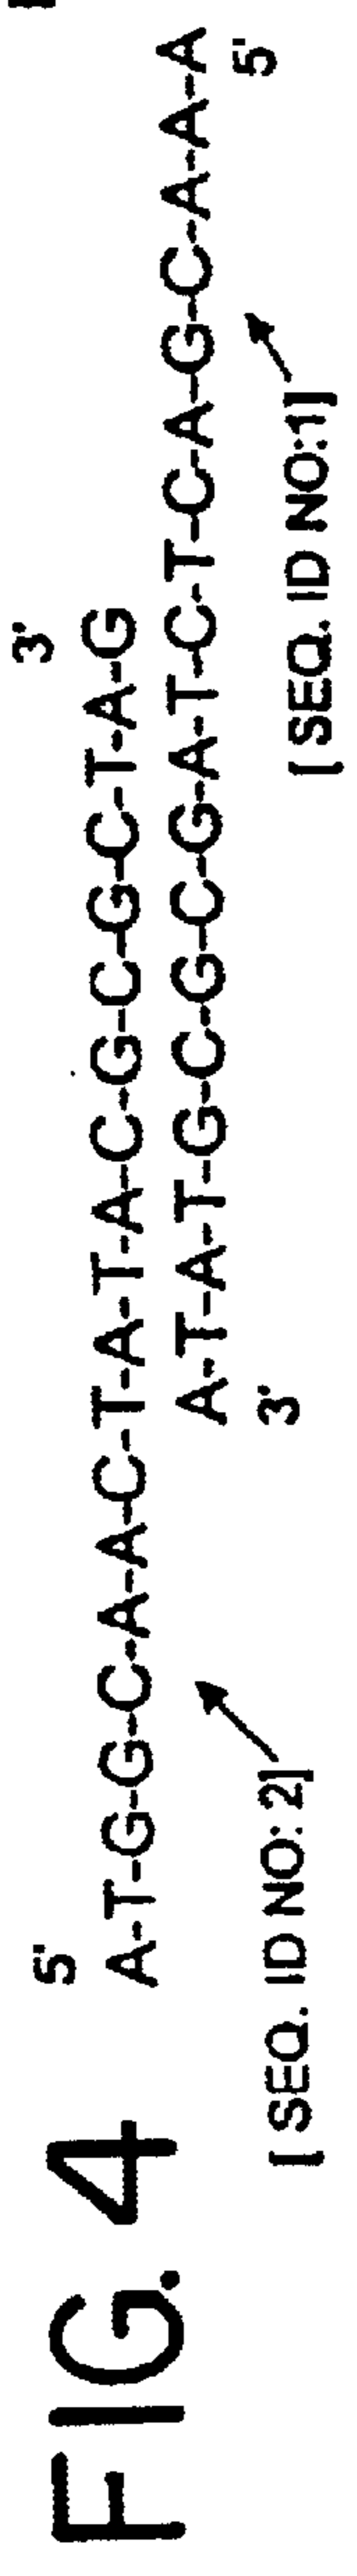 FIG. 4
5' 3'
A-T-G-G-C-A-A-C-T-A-T-A-C-G-C-G-C-T-A-G
A-T-A-T-G-C-G-C-G-A-T-C-T-C-A-G-C-A-A-A
3' 5'
[ SEQ. ID NO: 2] [ SEQ. ID NO:1]